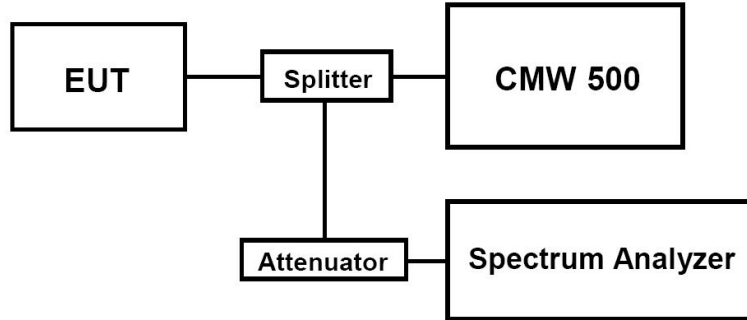 EUT
Splitter
CMW 500
Attenuator
Spectrum Analyzer